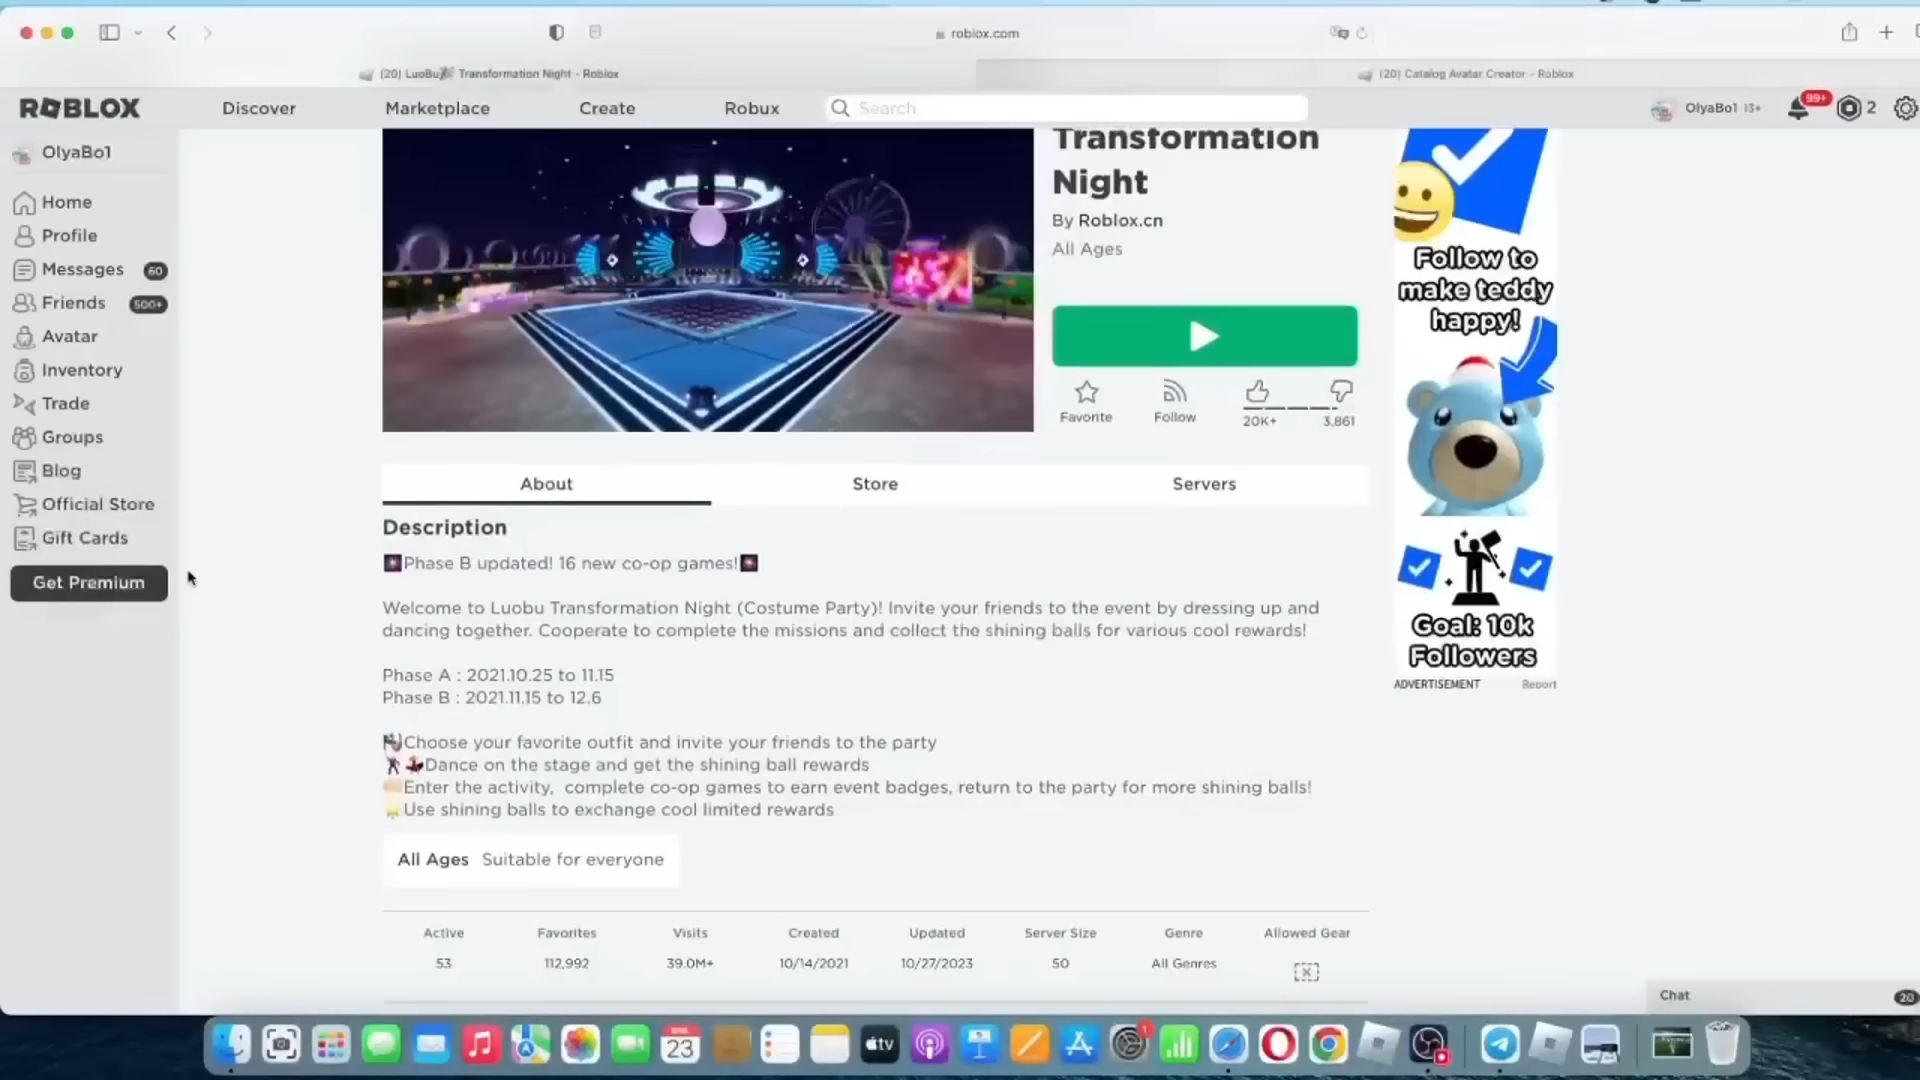 roblox.com
(20) LuoBu Transformation Night - Roblox
(20) Catalog Avatar Creator - Roblox
ROBLOX
Discover
Marketplace
Create
Robux
Search
OlyaBo1 13+
99+
2
OlyaBo1
Home
Profile
Messages 60
Friends 500+
Avatar
Inventory
Trade
Groups
Blog
Official Store
Gift Cards
Get Premium
Transformation
Night
By Roblox.cn
All Ages
Favorite
Follow
20K+
3,861
About
Store
Servers
Description
Phase B updated! 16 new co-op games!
Welcome to Luobu Transformation Night (Costume Party)! Invite your friends to the event by dressing up and
dancing together. Cooperate to complete the missions and collect the shining balls for various cool rewards!
Phase A : 2021.10.25 to 11.15
Phase B : 2021.11.15 to 12.6
Choose your favorite outfit and invite your friends to the party
Dance on the stage and get the shining ball rewards
Enter the activity, complete co-op games to earn event badges, return to the party for more shining balls!
Use shining balls to exchange cool limited rewards
All Ages Suitable for everyone
Active
Favorites
Visits
Created
Updated
Server Size
Genre
Allowed Gear
53
112,992
39.0M+
10/14/2021
10/27/2023
50
All Genres
Follow to
make teddy
happy!
Goal: 10k
Followers
ADVERTISEMENT
Report
Chat
20
23
tv
1